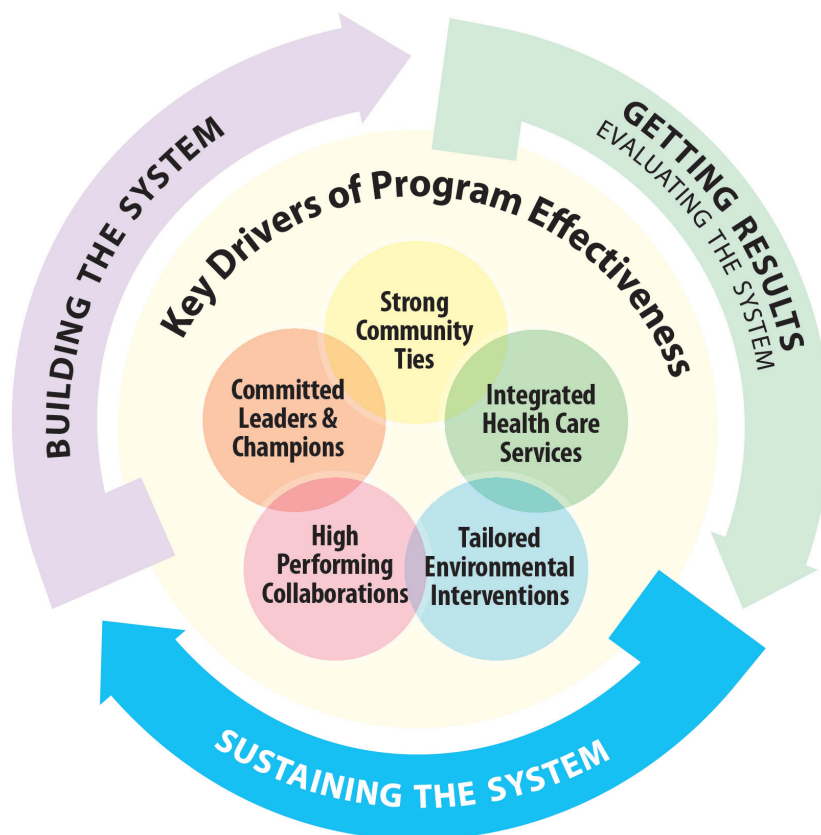 BUILDING THE SYSTEM
GETTING RESULTS
EVALUATING THE SYSTEM
Key Drivers of Program Effectiveness
Strong
Community
Ties
Committed
Leaders &
Champions
Integrated
Health Care
Services
High
Performing
Collaborations
Tailored
Environmental
Interventions
SUSTAINING THE SYSTEM